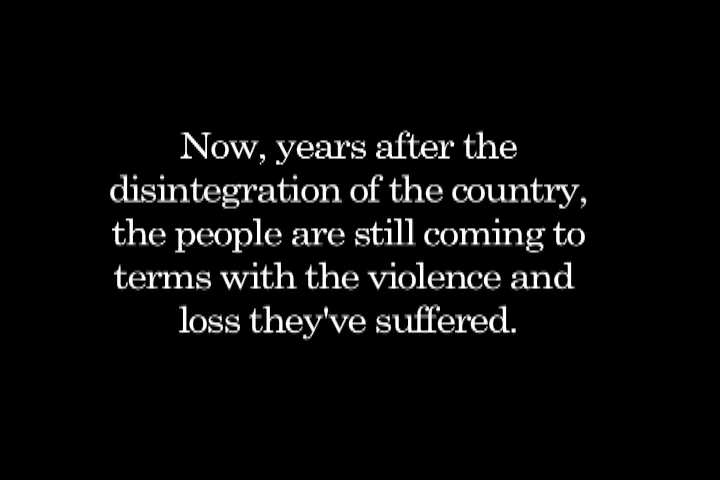 Now, years after the
disintegration of the country,
the people are still coming to
terms with the violence and
loss they've suffered.